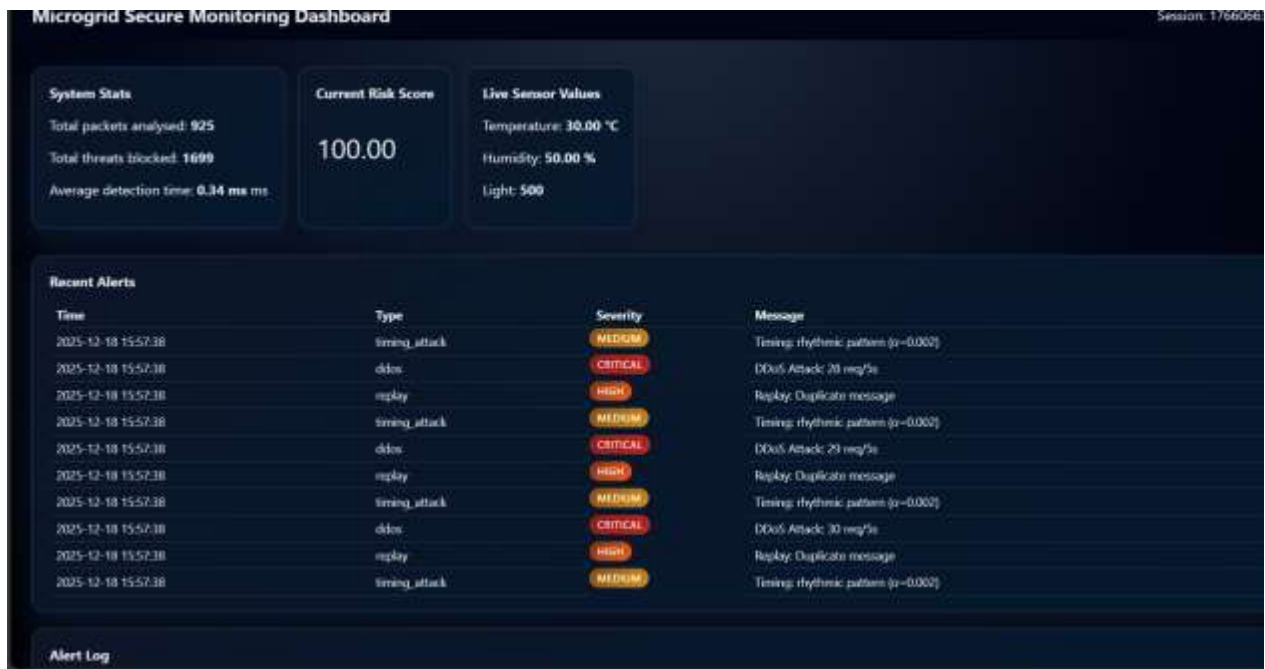 Microgrid Secure Monitoring Dashboard
Session: 1766066
System Stats
Total packets analysed: 925
Total threats blocked: 1699
Average detection time: 0.34 ms ms
Current Risk Score
100.00
Live Sensor Values
Temperature: 30.00 °C
Humidity: 50.00 %
Light: 500
Recent Alerts
Time Type Severity Message
2025-12-18 15:57:38 timing_attack MEDIUM Timing: rhythmic pattern (σ=0.002)
2025-12-18 15:57:38 ddos CRITICAL DDoS Attack: 28 req/5s
2025-12-18 15:57:38 replay HIGH Replay: Duplicate message
2025-12-18 15:57:38 timing_attack MEDIUM Timing: rhythmic pattern (σ=0.002)
2025-12-18 15:57:38 ddos CRITICAL DDoS Attack: 29 req/5s
2025-12-18 15:57:38 replay HIGH Replay: Duplicate message
2025-12-18 15:57:38 timing_attack MEDIUM Timing: rhythmic pattern (σ=0.002)
2025-12-18 15:57:38 ddos CRITICAL DDoS Attack: 30 req/5s
2025-12-18 15:57:38 replay HIGH Replay: Duplicate message
2025-12-18 15:57:38 timing_attack MEDIUM Timing: rhythmic pattern (σ=0.002)
Alert Log